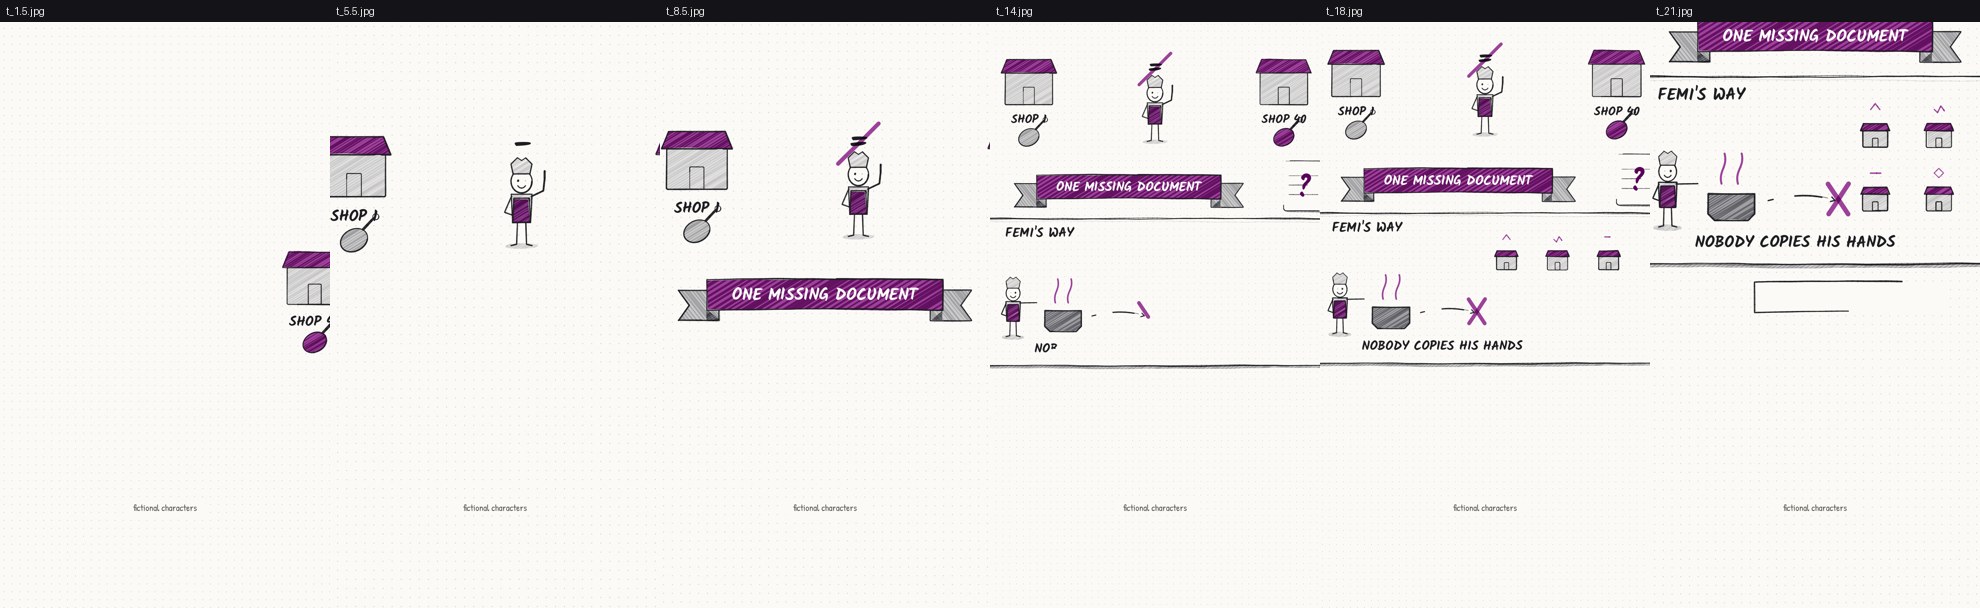 t_1.5.jpg
t_5.5.jpg
t_8.5.jpg
t_14.jpg
t_18.jpg
t_21.jpg
SHOP
fictional characters
SHOP
fictional characters
SHOP
ONE MISSING DOCUMENT
fictional characters
SHOP
SHOP 40
ONE MISSING DOCUMENT
?
FEMI'S WAY
fictional characters
SHOP
SHOP 40
ONE MISSING DOCUMENT
?
FEMI'S WAY
NOBODY COPIES HIS HANDS
fictional characters
ONE MISSING DOCUMENT
FEMI'S WAY
NOBODY COPIES HIS HANDS
fictional characters